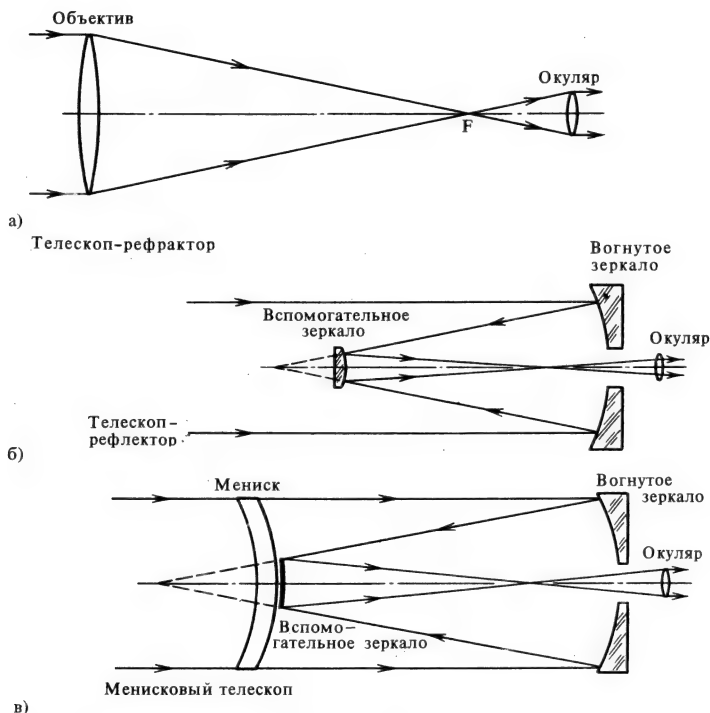 Объектив
Окуляр
F
а)
Телескоп-рефрактор
Вогнутое
зеркало
Вспомогательное
зеркало
Окуляр
Телескоп-
рефлектор
б)
Мениск
Вогнутое
зеркало
Окуляр
Вспомо-
гательное зеркало
Менисковый телескоп
в)